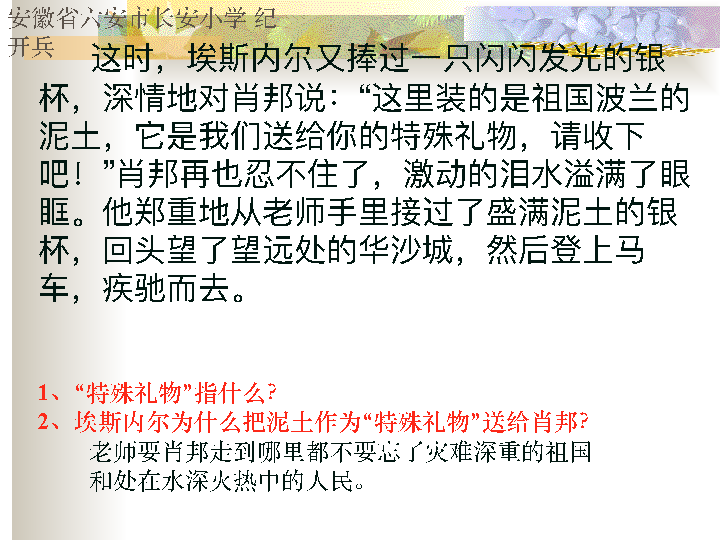 安徽省六安市长安小学 纪
开兵
这时，埃斯内尔又捧过一只闪闪发光的银
杯，深情地对肖邦说：“这里装的是祖国波兰的
泥土，它是我们送给你的特殊礼物，请收下
吧！”肖邦再也忍不住了，激动的泪水溢满了眼
眶。他郑重地从老师手里接过了盛满泥土的银
杯，回头望了望远处的华沙城，然后登上马
车，疾驰而去。
1、“特殊礼物”指什么?
2、埃斯内尔为什么把泥土作为“特殊礼物”送给肖邦?
老师要肖邦走到哪里都不要忘了灾难深重的祖国
和处在水深火热中的人民。